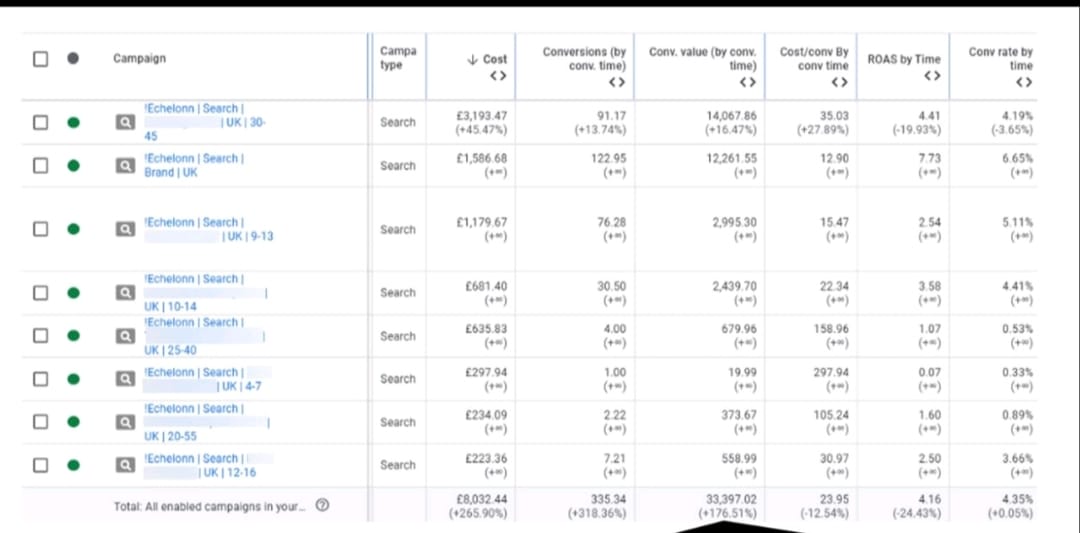 Campaign
Campa type
↓ Cost
Conversions (by conv. time)
Conv. value (by conv. time)
Cost/conv By conv time
ROAS by Time
Conv rate by time
<> <> <> <> <> <>
!Echelonn | Search |
| UK | 30-
45
Search
£3,193.47 91.17 14,067.86 35.03 4.41 4.19%
(+45.47%) (+13.74%) (+16.47%) (+27.89%) (-19.93%) (-3.65%)
!Echelonn | Search |
Brand | UK
Search
£1,586.68 122.95 12,261.55 12.90 7.73 6.65%
(+∞) (+∞) (+∞) (+∞) (+∞) (+∞)
!Echelonn | Search |
| UK | 9-13
Search
£1,179.67 76.28 2,995.30 15.47 2.54 5.11%
(+∞) (+∞) (+∞) (+∞) (+∞) (+∞)
!Echelonn | Search |
|
UK | 10-14
Search
£681.40 30.50 2,439.70 22.34 3.58 4.41%
(+∞) (+∞) (+∞) (+∞) (+∞) (+∞)
!Echelonn | Search |
|
UK | 25-40
Search
£635.83 4.00 679.96 158.96 1.07 0.53%
(+∞) (+∞) (+∞) (+∞) (+∞) (+∞)
!Echelonn | Search |
| UK | 4-7
Search
£297.94 1.00 19.99 297.94 0.07 0.33%
(+∞) (+∞) (+∞) (+∞) (+∞) (+∞)
!Echelonn | Search |
|
UK | 20-55
Search
£234.09 2.22 373.67 105.24 1.60 0.89%
(+∞) (+∞) (+∞) (+∞) (+∞) (+∞)
!Echelonn | Search |
| UK | 12-16
Search
£223.36 7.21 558.99 30.97 2.50 3.66%
(+∞) (+∞) (+∞) (+∞) (+∞) (+∞)
Total: All enabled campaigns in your...
£8,032.44 335.34 33,397.02 23.95 4.16 4.35%
(+265.90%) (+318.36%) (+176.51%) (-12.54%) (-24.43%) (+0.05%)